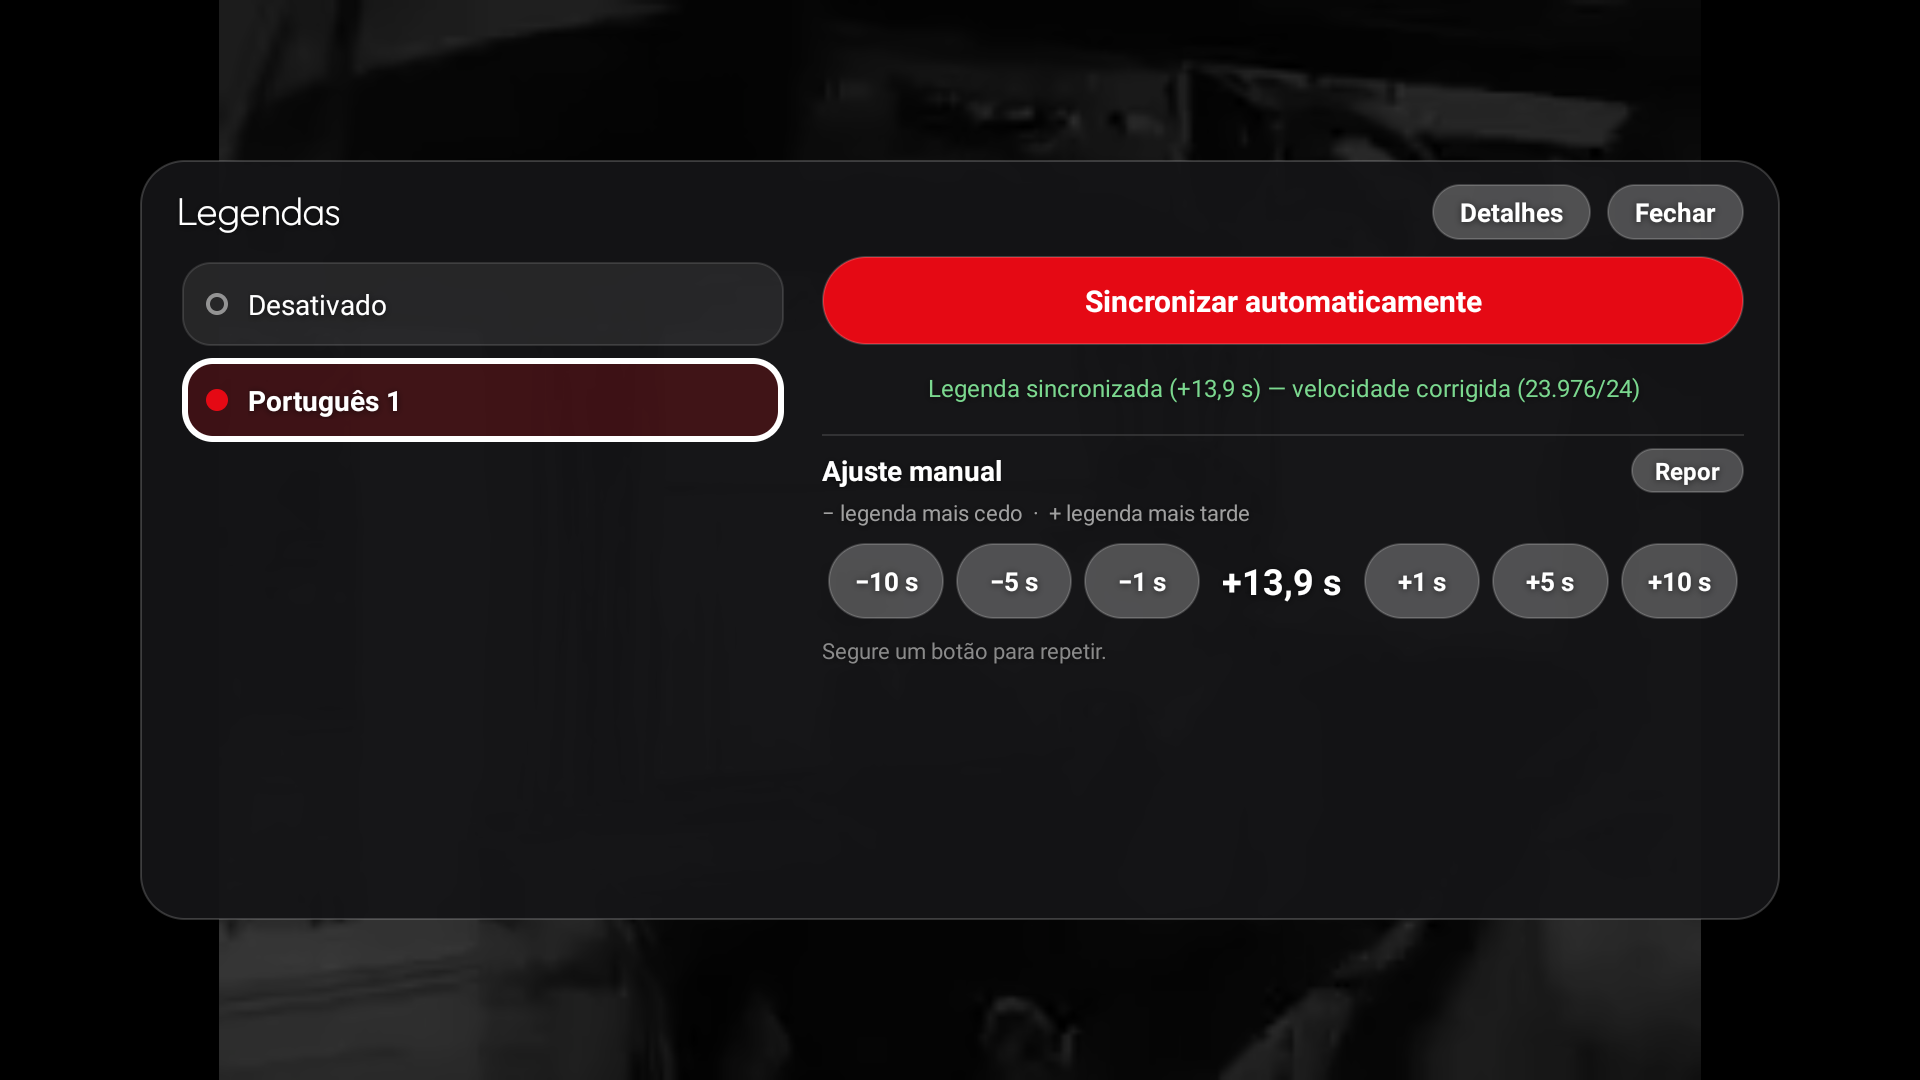 Legendas
Detalhes
Fechar
Desativado
Português 1
Sincronizar automaticamente
Legenda sincronizada (+13,9 s) — velocidade corrigida (23.976/24)
Ajuste manual
Repor
− legenda mais cedo · + legenda mais tarde
−10 s
−5 s
−1 s
+13,9 s
+1 s
+5 s
+10 s
Segure um botão para repetir.